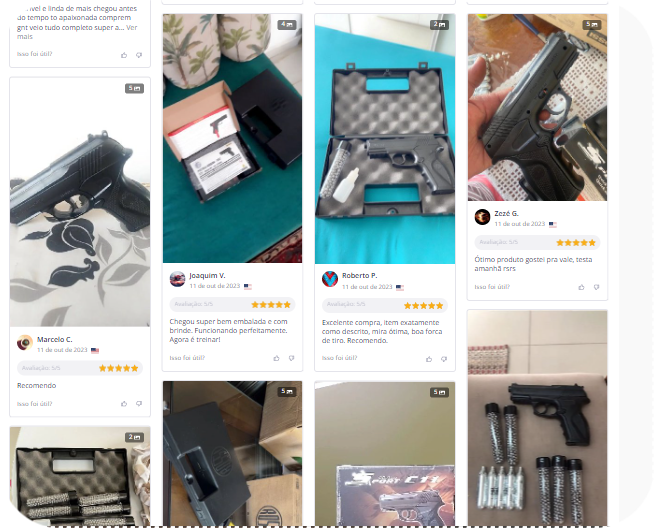 vel e linda de mais chegou antes
do tempo to apaixonada comprem
gnt veio tudo completo super a... Ver
mais
Isso foi útil?
5
Marcelo C.
11 de out de 2023
Avaliação: 5/5
Recomendo
Isso foi útil?
2
4
Joaquim V.
11 de out de 2023
Avaliação: 5/5
Chegou super bem embalada e com
brinde. Funcionando perfeitamente.
Agora é treinar!
Isso foi útil?
5
2
Roberto P.
11 de out de 2023
Avaliação: 5/5
Excelente compra, item exatamente
como descrito, mira ótima, boa forca
de tiro. Recomendo.
Isso foi útil?
5
SPORT C11
5
Zezé G.
11 de out de 2023
Avaliação: 5/5
Ótimo produto gostei pra vale, testa
amanhã rsrs
Isso foi útil?